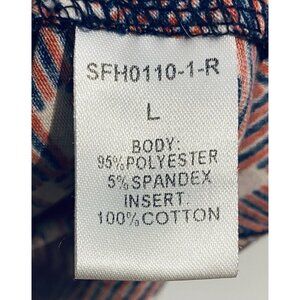 SFH0110-1-R
L
BODY:
95%POLYESTER
5%SPANDEX
INSERT:
100%COTTON